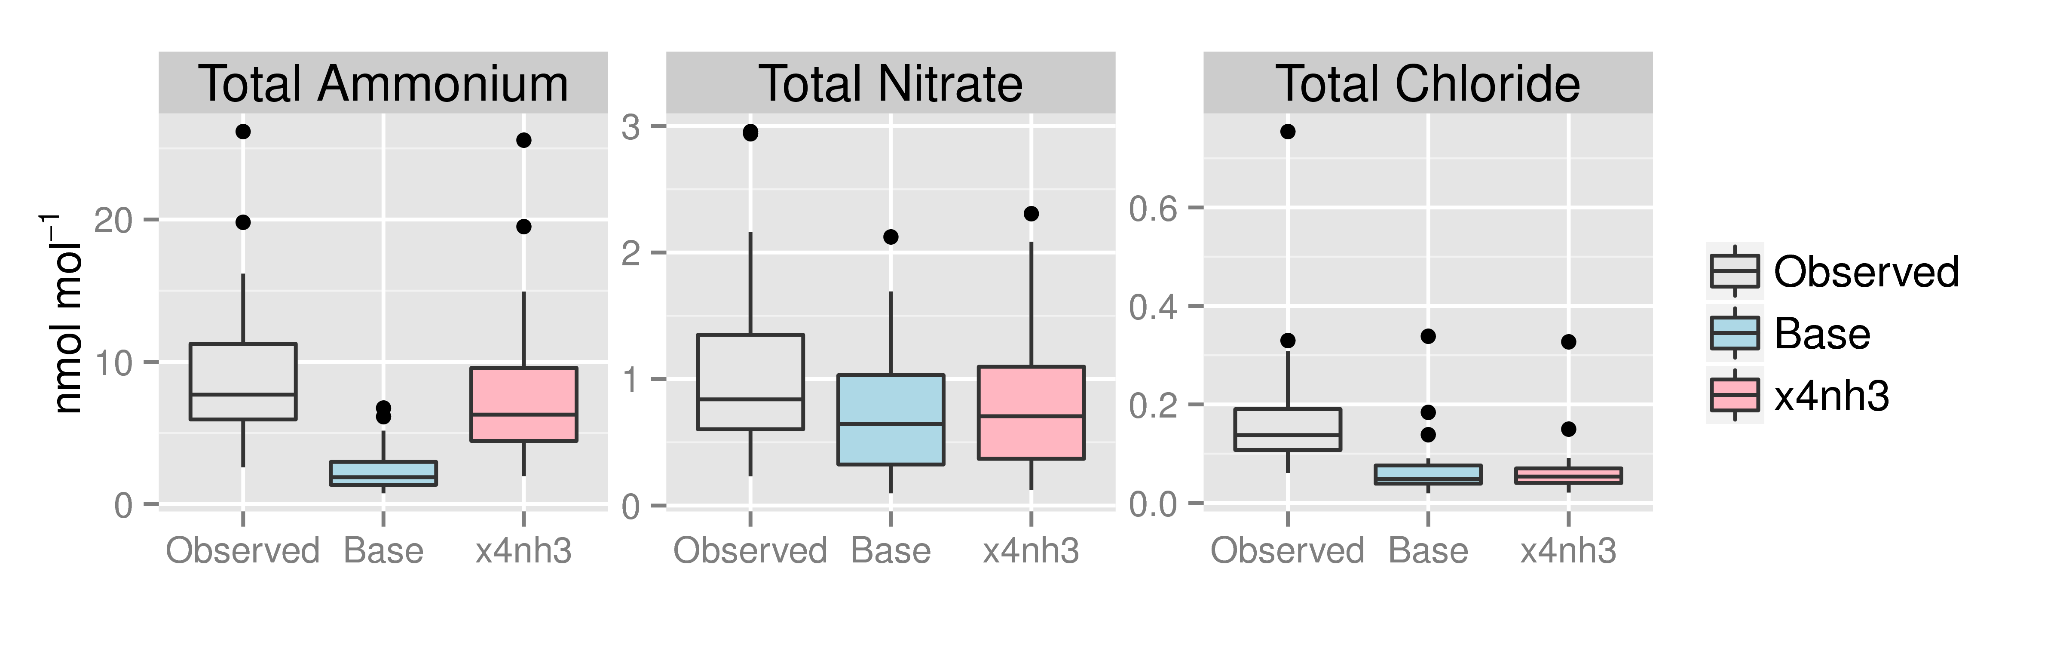 Total Ammonium
Total Nitrate
Total Chloride
nmol mol⁻¹
20
10
0
3
2
1
0
0.6
0.4
0.2
0.0
Observed
Base
x4nh3
Observed
Base
x4nh3
Observed
Base
x4nh3
Observed
Base
x4nh3